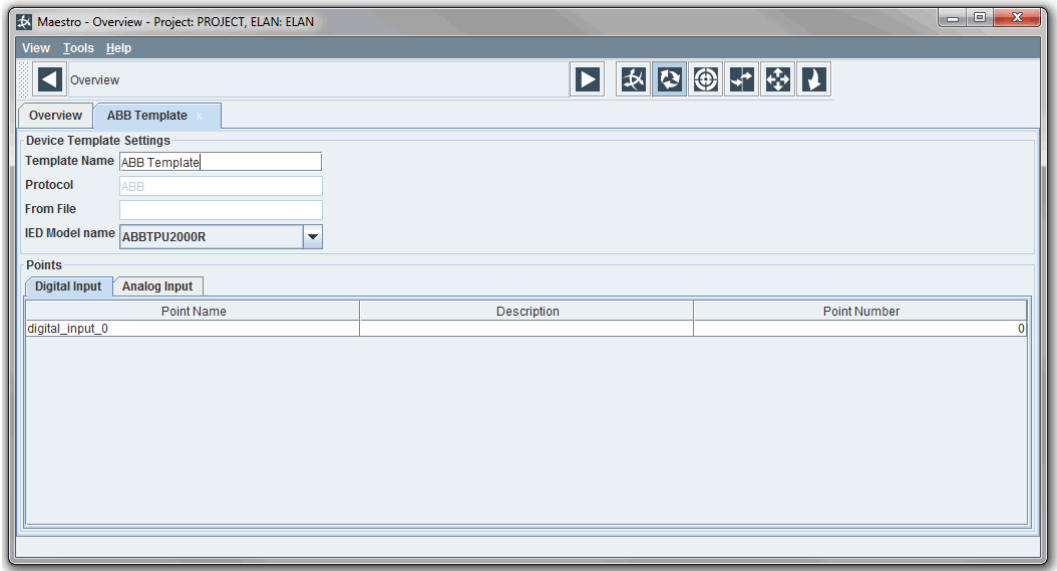 Maestro - Overview - Project: PROJECT, ELAN: ELAN
View Tools Help
Overview
Overview ABB Template x
Device Template Settings
Template Name ABB Template
Protocol ABB
From File
IED Model name ABBTPU2000R
Points
Digital Input Analog Input
Point Name Description Point Number
digital_input_0 0